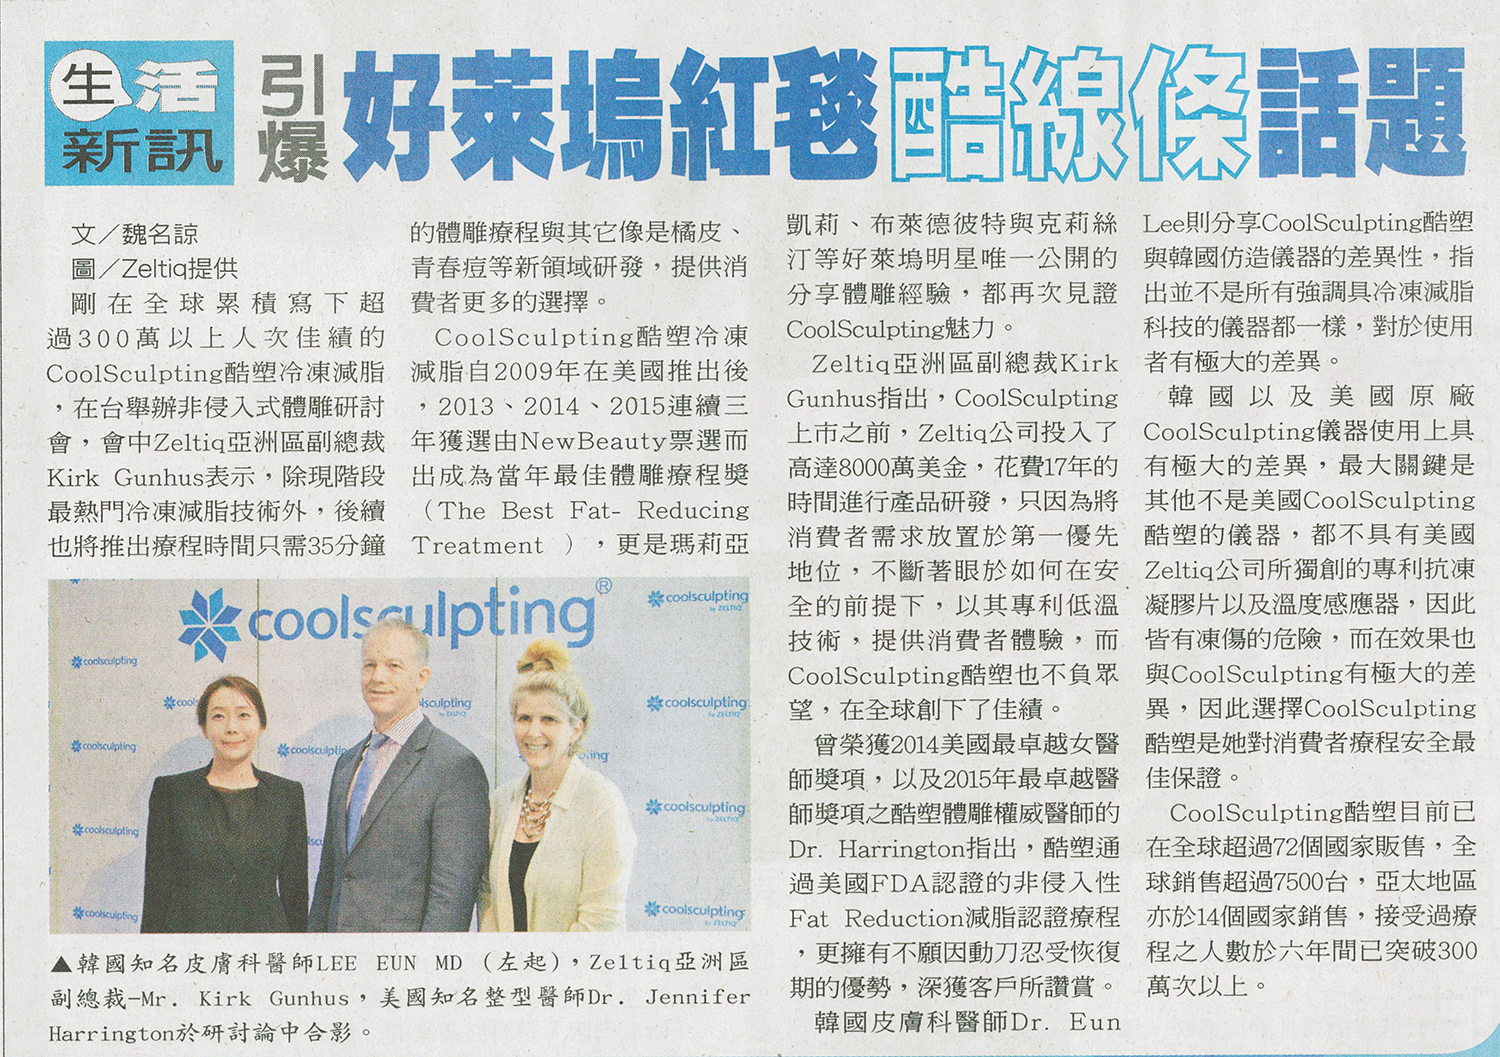 生活
新訊
引爆 好萊塢紅毯酷線條話題
文／魏名諒
圖／Zeltiq提供
剛在全球累積寫下超
過300萬以上人次佳績的
CoolSculpting酷塑冷凍減脂
，在台舉辦非侵入式體雕研討
會，會中Zeltiq亞洲區副總裁
Kirk Gunhus表示，除現階段
最熱門冷凍減脂技術外，後續
也將推出療程時間只需35分鐘
的體雕療程與其它像是橘皮、
青春痘等新領域研發，提供消
費者更多的選擇。
CoolSculpting酷塑冷凍
減脂自2009年在美國推出後
，2013、2014、2015連續三
年獲選由NewBeauty票選而
出成為當年最佳體雕療程獎
（The Best Fat- Reducing
Treatment ），更是瑪莉亞
凱莉、布萊德彼特與克莉絲
汀等好萊塢明星唯一公開的
分享體雕經驗，都再次見證
CoolSculpting魅力。
Zeltiq亞洲區副總裁Kirk
Gunhus指出，CoolSculpting
上市之前，Zeltiq公司投入了
高達8000萬美金，花費17年的
時間進行產品研發，只因為將
消費者需求放置於第一優先
地位，不斷著眼於如何在安
全的前提下，以其專利低溫
技術，提供消費者體驗，而
CoolSculpting酷塑也不負眾
望，在全球創下了佳績。
曾榮獲2014美國最卓越女醫
師獎項，以及2015年最卓越醫
師獎項之酷塑體雕權威醫師的
Dr. Harrington指出，酷塑通
過美國FDA認證的非侵入性
Fat Reduction減脂認證療程
，更擁有不願因動刀忍受恢復
期的優勢，深獲客戶所讚賞。
韓國皮膚科醫師Dr. Eun
Lee則分享CoolSculpting酷塑
與韓國仿造儀器的差異性，指
出並不是所有強調具冷凍減脂
科技的儀器都一樣，對於使用
者有極大的差異。
韓國以及美國原廠
CoolSculpting儀器使用上具
有極大的差異，最大關鍵是
其他不是美國CoolSculpting
酷塑的儀器，都不具有美國
Zeltiq公司所獨創的專利抗凍
凝膠片以及溫度感應器，因此
皆有凍傷的危險，而在效果也
與CoolSculpting有極大的差
異，因此選擇CoolSculpting
酷塑是她對消費者療程安全最
佳保證。
CoolSculpting酷塑目前已
在全球超過72個國家販售，全
球銷售超過7500台，亞太地區
亦於14個國家銷售，接受過療
程之人數於六年間已突破300
萬次以上。
coolsculpting®
coolsculpting
by ZELTIQ
coolsculpting
cool
lsculpting
by ZELTIQ
coolsculpting
by ZELTIQ
coolsculpting
coolsculptin
ng
coolsculpting
by ZELTIQ
coolsculpting
coolsculpting
coolsculpting
by ZELTIQ
▲韓國知名皮膚科醫師LEE EUN MD (左起)，Zeltiq亞洲區
副總裁-Mr. Kirk Gunhus，美國知名整型醫師Dr. Jennifer
Harrington於研討論中合影。